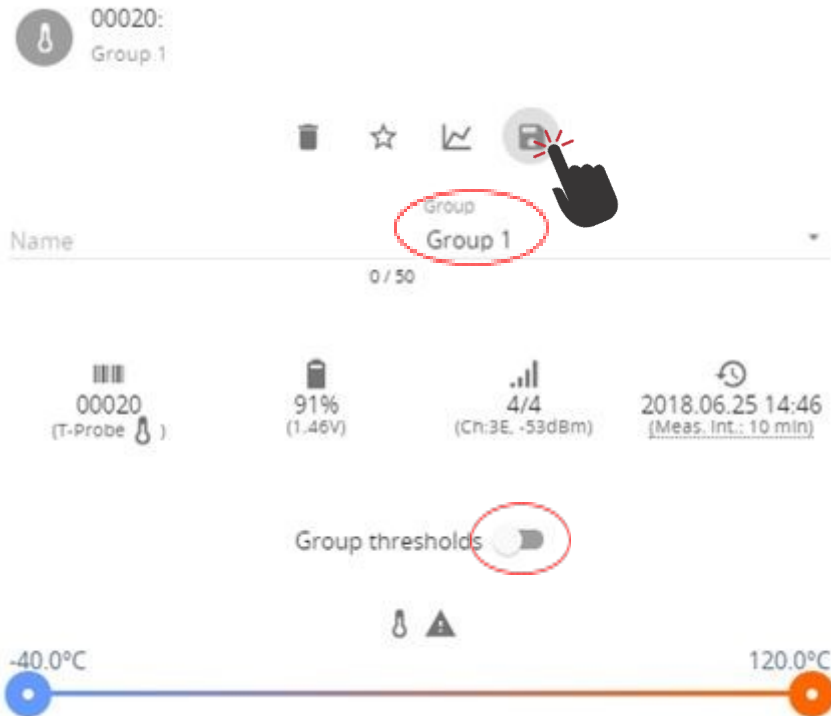 00020:
Group 1
Group
Name
Group 1
0 / 50
00020 91% 4/4 2018.06.25 14:46
(T-Probe ) (1.46V) (Ch:3E, -53dBm) (Meas. Int.: 10 min)
Group thresholds
-40.0°C 120.0°C